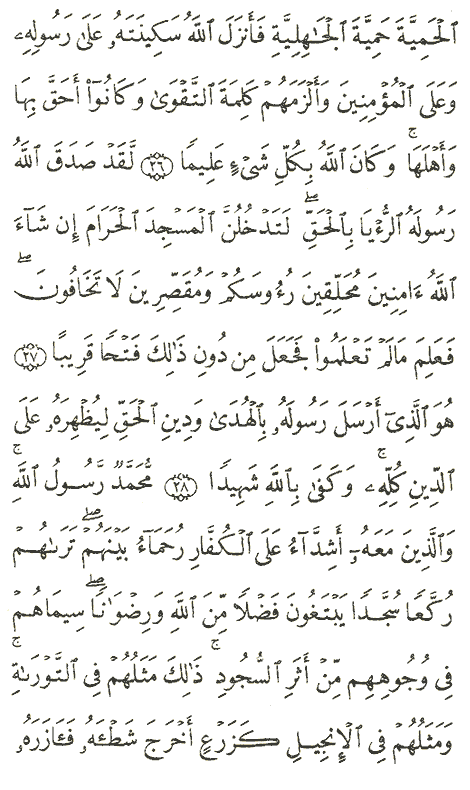 ٱلۡحَمِيَّةَ حَمِيَّةَ ٱلۡجَٰهِلِيَّةِ فَأَنزَلَ ٱللَّهُ سَكِينَتَهُۥ عَلَىٰ رَسُولِهِۦ
وَعَلَى ٱلۡمُؤۡمِنِينَ وَأَلۡزَمَهُمۡ كَلِمَةَ ٱلتَّقۡوَىٰ وَكَانُوٓاْ أَحَقَّ بِهَا
وَأَهۡلَهَاۚ وَكَانَ ٱللَّهُ بِكُلِّ شَيۡءٍ عَلِيمٗا ٢٦ لَّقَدۡ صَدَقَ ٱللَّهُ
رَسُولَهُ ٱلرُّءۡيَا بِٱلۡحَقِّۖ لَتَدۡخُلُنَّ ٱلۡمَسۡجِدَ ٱلۡحَرَامَ إِن شَآءَ
ٱللَّهُ ءَامِنِينَ مُحَلِّقِينَ رُءُوسَكُمۡ وَمُقَصِّرِينَ لَا تَخَافُونَۖ
فَعَلِمَ مَا لَمۡ تَعۡلَمُواْ فَجَعَلَ مِن دُونِ ذَٰلِكَ فَتۡحٗا قَرِيبًا ٢٧
هُوَ ٱلَّذِيٓ أَرۡسَلَ رَسُولَهُۥ بِٱلۡهُدَىٰ وَدِينِ ٱلۡحَقِّ لِيُظۡهِرَهُۥ عَلَى
ٱلدِّينِ كُلِّهِۦۚ وَكَفَىٰ بِٱللَّهِ شَهِيدٗا ٢٨ مُّحَمَّدٞ رَّسُولُ ٱللَّهِۚ
وَٱلَّذِينَ مَعَهُۥٓ أَشِدَّآءُ عَلَى ٱلۡكُفَّارِ رُحَمَآءُ بَيۡنَهُمۡۖ تَرَىٰهُمۡ
رُكَّعٗا سُجَّدٗا يَبۡتَغُونَ فَضۡلٗا مِّنَ ٱللَّهِ وَرِضۡوَٰنٗاۖ سِيمَاهُمۡ
فِي وُجُوهِهِم مِّنۡ أَثَرِ ٱلسُّجُودِۚ ذَٰلِكَ مَثَلُهُمۡ فِي ٱلتَّوۡرَىٰةِۚ
وَمَثَلُهُمۡ فِي ٱلۡإِنجِيلِ كَزَرۡعٍ أَخۡرَجَ شَطۡـَٔهُۥ فَـَٔازَرَهُۥ